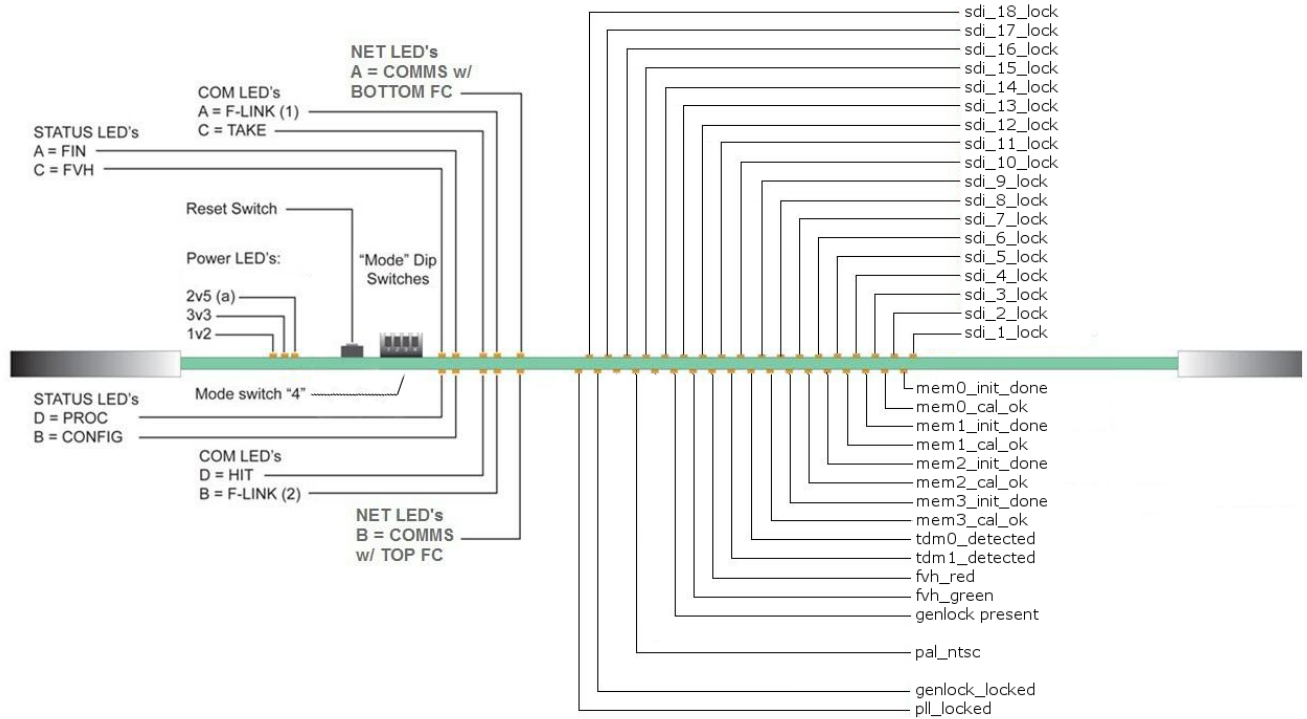 NET LED's
A = COMMS w/
BOTTOM FC
COM LED's
A = F-LINK (1)
C = TAKE
STATUS LED's
A = FIN
C = FVH
Reset Switch
Power LED's:
2v5 (a)
3v3
1v2
“Mode” Dip
Switches
sdi_18_lock
sdi_17_lock
sdi_16_lock
sdi_15_lock
sdi_14_lock
sdi_13_lock
sdi_12_lock
sdi_11_lock
sdi_10_lock
sdi_9_lock
sdi_8_lock
sdi_7_lock
sdi_6_lock
sdi_5_lock
sdi_4_lock
sdi_3_lock
sdi_2_lock
sdi_1_lock
Mode switch “4”
STATUS LED's
D = PROC
B = CONFIG
COM LED's
D = HIT
B = F-LINK (2)
NET LED's
B = COMMS
w/ TOP FC
mem0_init_done
mem0_cal_ok
mem1_init_done
mem1_cal_ok
mem2_init_done
mem2_cal_ok
mem3_init_done
mem3_cal_ok
tdm0_detected
tdm1_detected
fvh_red
fvh_green
genlock present
pal_ntsc
genlock_locked
pll_locked